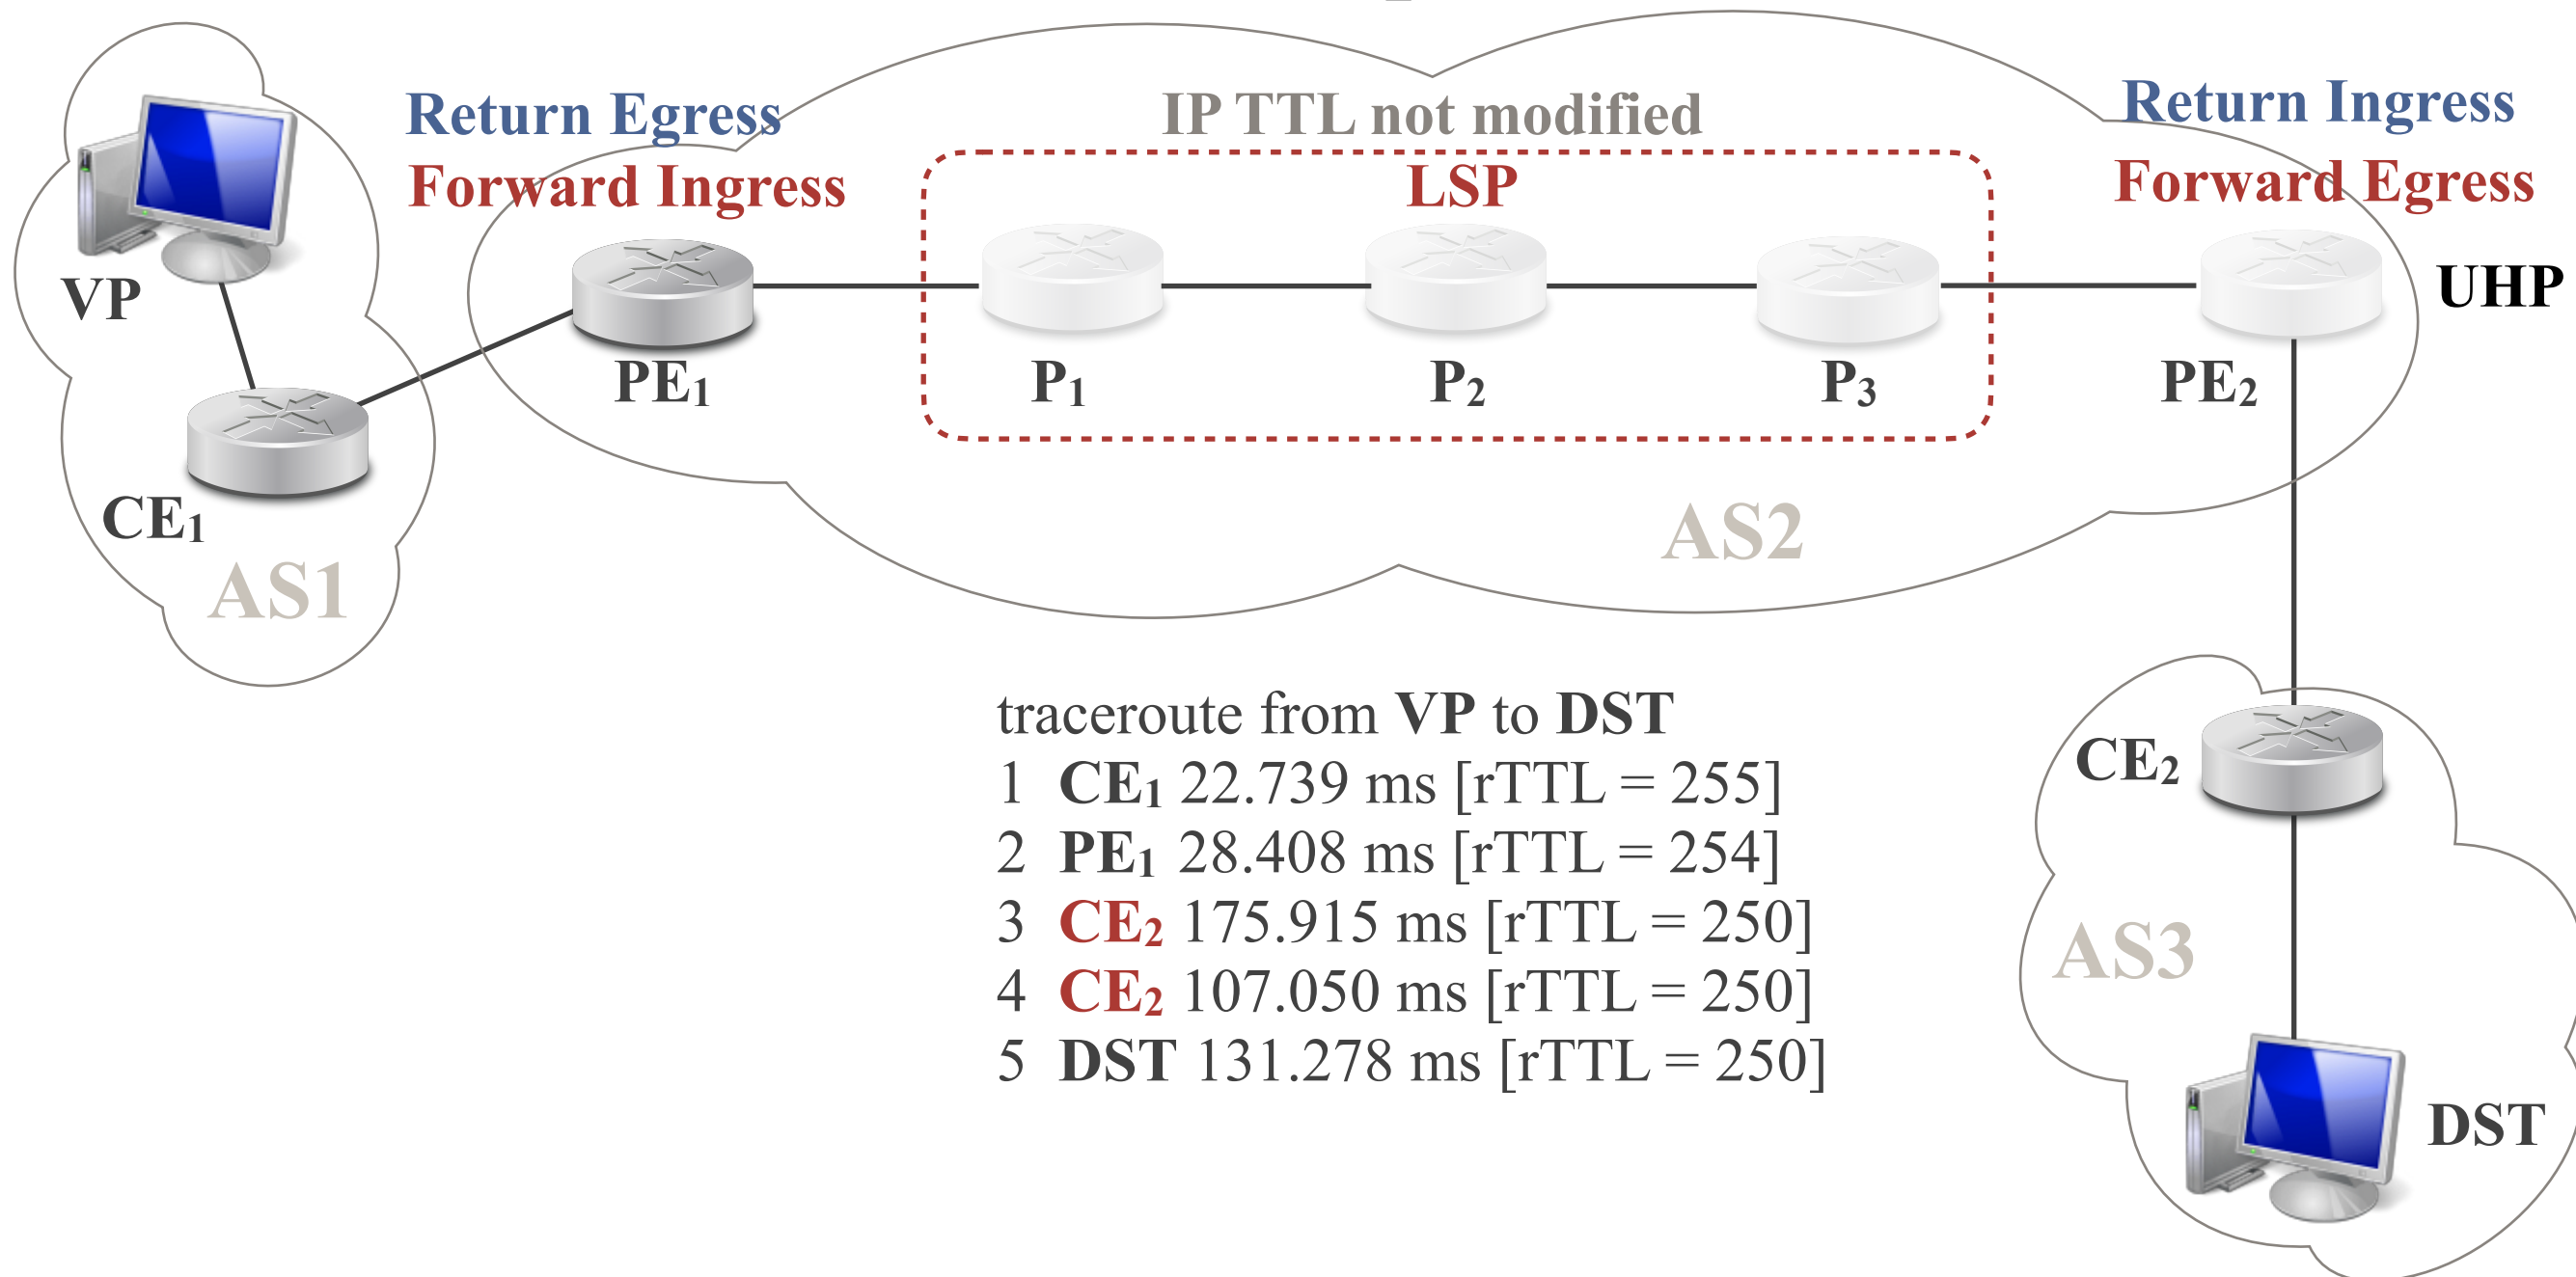 Return Egress
Forward Ingress
IP TTL not modified
LSP
Return Ingress
Forward Egress
VP
PE1
P1
P2
P3
PE2
UHP
CE1
AS1
AS2
traceroute from VP to DST
1 CE1 22.739 ms [rTTL = 255]
2 PE1 28.408 ms [rTTL = 254]
3 CE2 175.915 ms [rTTL = 250]
4 CE2 107.050 ms [rTTL = 250]
5 DST 131.278 ms [rTTL = 250]
CE2
AS3
DST